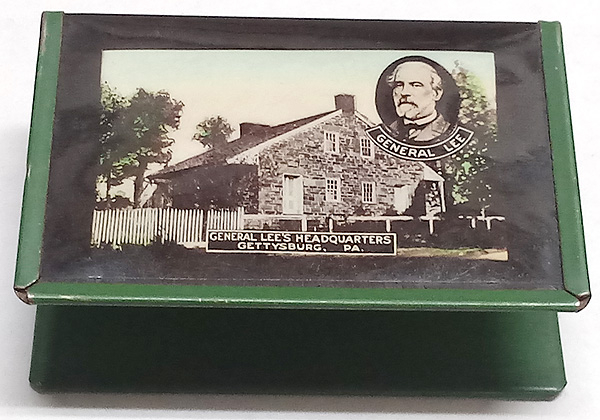 GENERAL LEE
GENERAL LEE'S HEADQUARTERS
GETTYSBURG, PA.